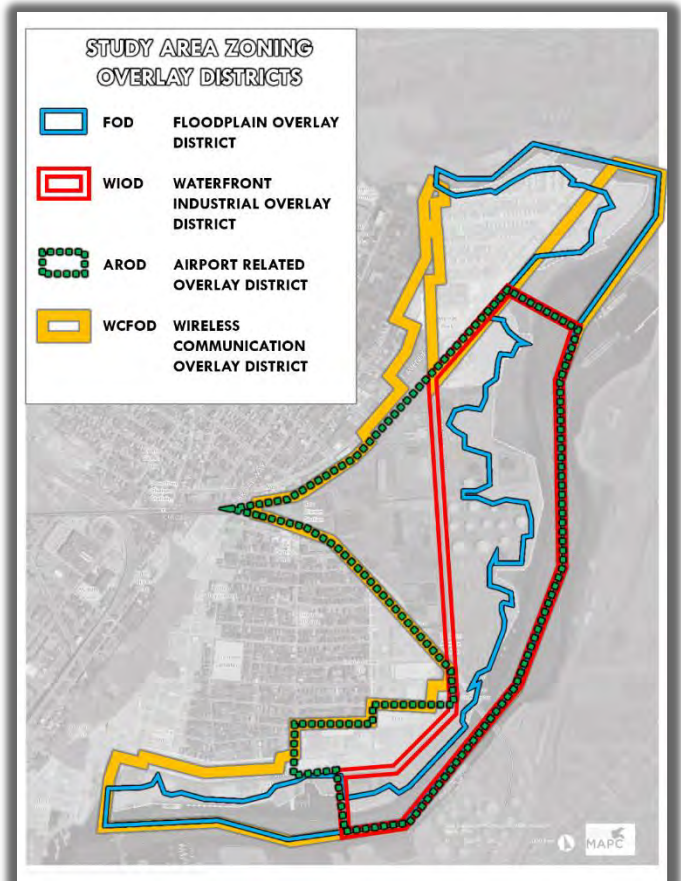 STUDY AREA ZONING
OVERLAY DISTRICTS
FOD FLOODPLAIN OVERLAY
DISTRICT
WIOD WATERFRONT
INDUSTRIAL OVERLAY
DISTRICT
AROD AIRPORT RELATED
OVERLAY DISTRICT
WCFOD WIRELESS
COMMUNICATION
OVERLAY DISTRICT
MAPC